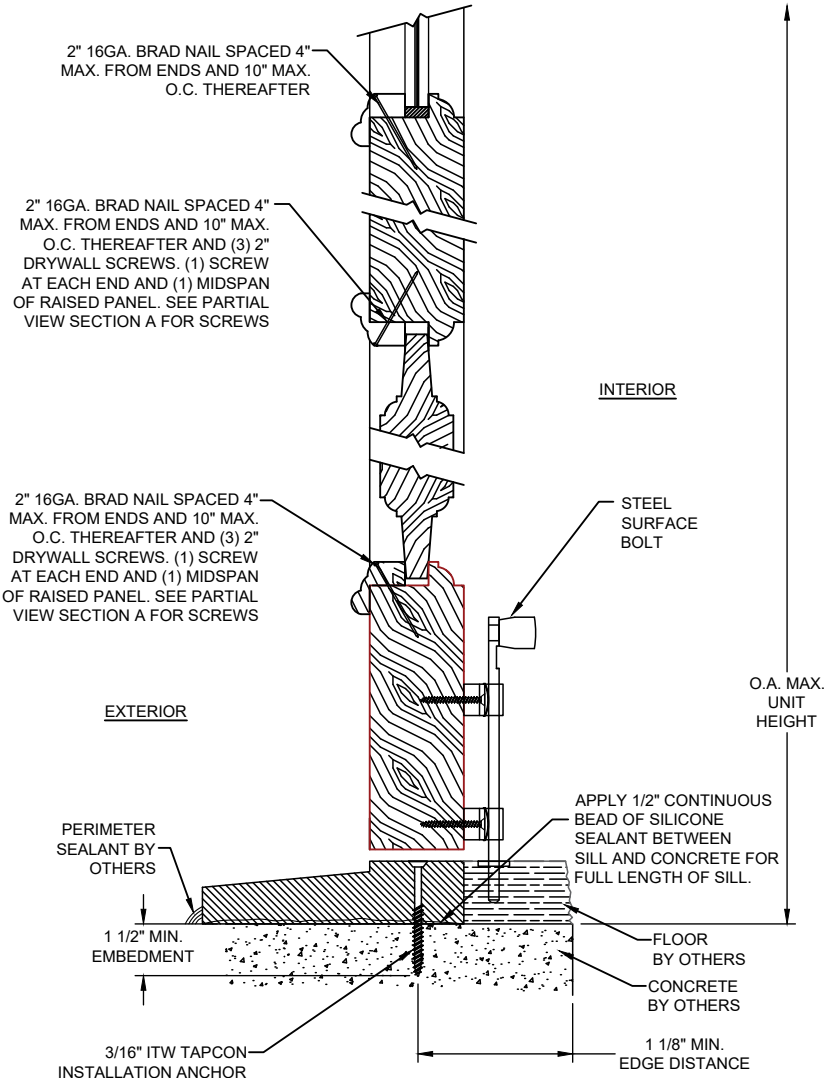 2" 16GA. BRAD NAIL SPACED 4"
MAX. FROM ENDS AND 10" MAX.
O.C. THEREAFTER
2" 16GA. BRAD NAIL SPACED 4"
MAX. FROM ENDS AND 10" MAX.
O.C. THEREAFTER AND (3) 2"
DRYWALL SCREWS. (1) SCREW
AT EACH END AND (1) MIDSPAN
OF RAISED PANEL. SEE PARTIAL
VIEW SECTION A FOR SCREWS
INTERIOR
2" 16GA. BRAD NAIL SPACED 4"
MAX. FROM ENDS AND 10" MAX.
O.C. THEREAFTER AND (3) 2"
DRYWALL SCREWS. (1) SCREW
AT EACH END AND (1) MIDSPAN
OF RAISED PANEL. SEE PARTIAL
VIEW SECTION A FOR SCREWS
STEEL
SURFACE
BOLT
O.A. MAX.
UNIT
HEIGHT
EXTERIOR
APPLY 1/2" CONTINUOUS
BEAD OF SILICONE
SEALANT BETWEEN
SILL AND CONCRETE FOR
FULL LENGTH OF SILL.
PERIMETER
SEALANT BY
OTHERS
1 1/2" MIN.
EMBEDMENT
FLOOR
BY OTHERS
CONCRETE
BY OTHERS
3/16" ITW TAPCON
INSTALLATION ANCHOR
1 1/8" MIN.
EDGE DISTANCE